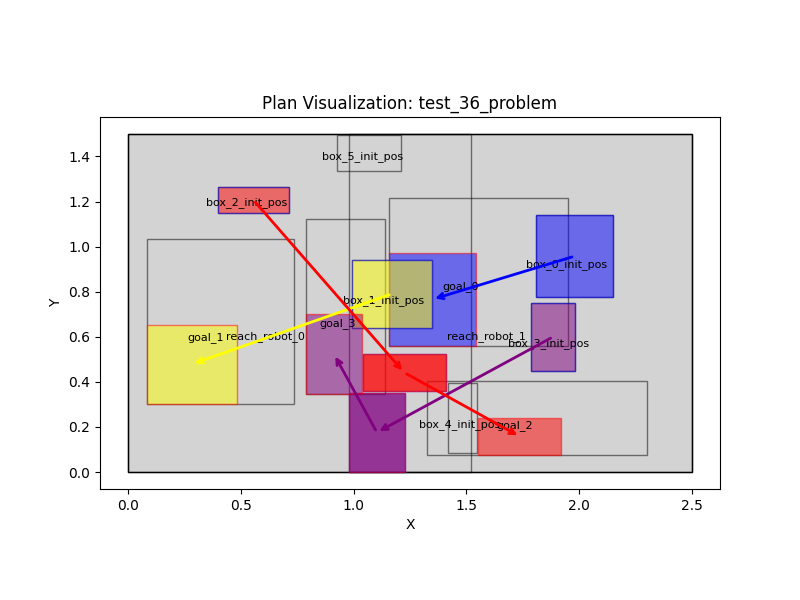 Plan Visualization: test_36_problem
Y
1.4
1.2
1.0
0.8
0.6
0.4
0.2
0.0
box_5_init_pos
box_2_init_pos
box_0_init_pos
goal_0
box_1_init_pos
goal_3
goal_1
reach_robot_0
reach_robot_1
box_3_init_pos
box_4_init_pos
goal_2
0.0
0.5
1.0
1.5
2.0
2.5
X